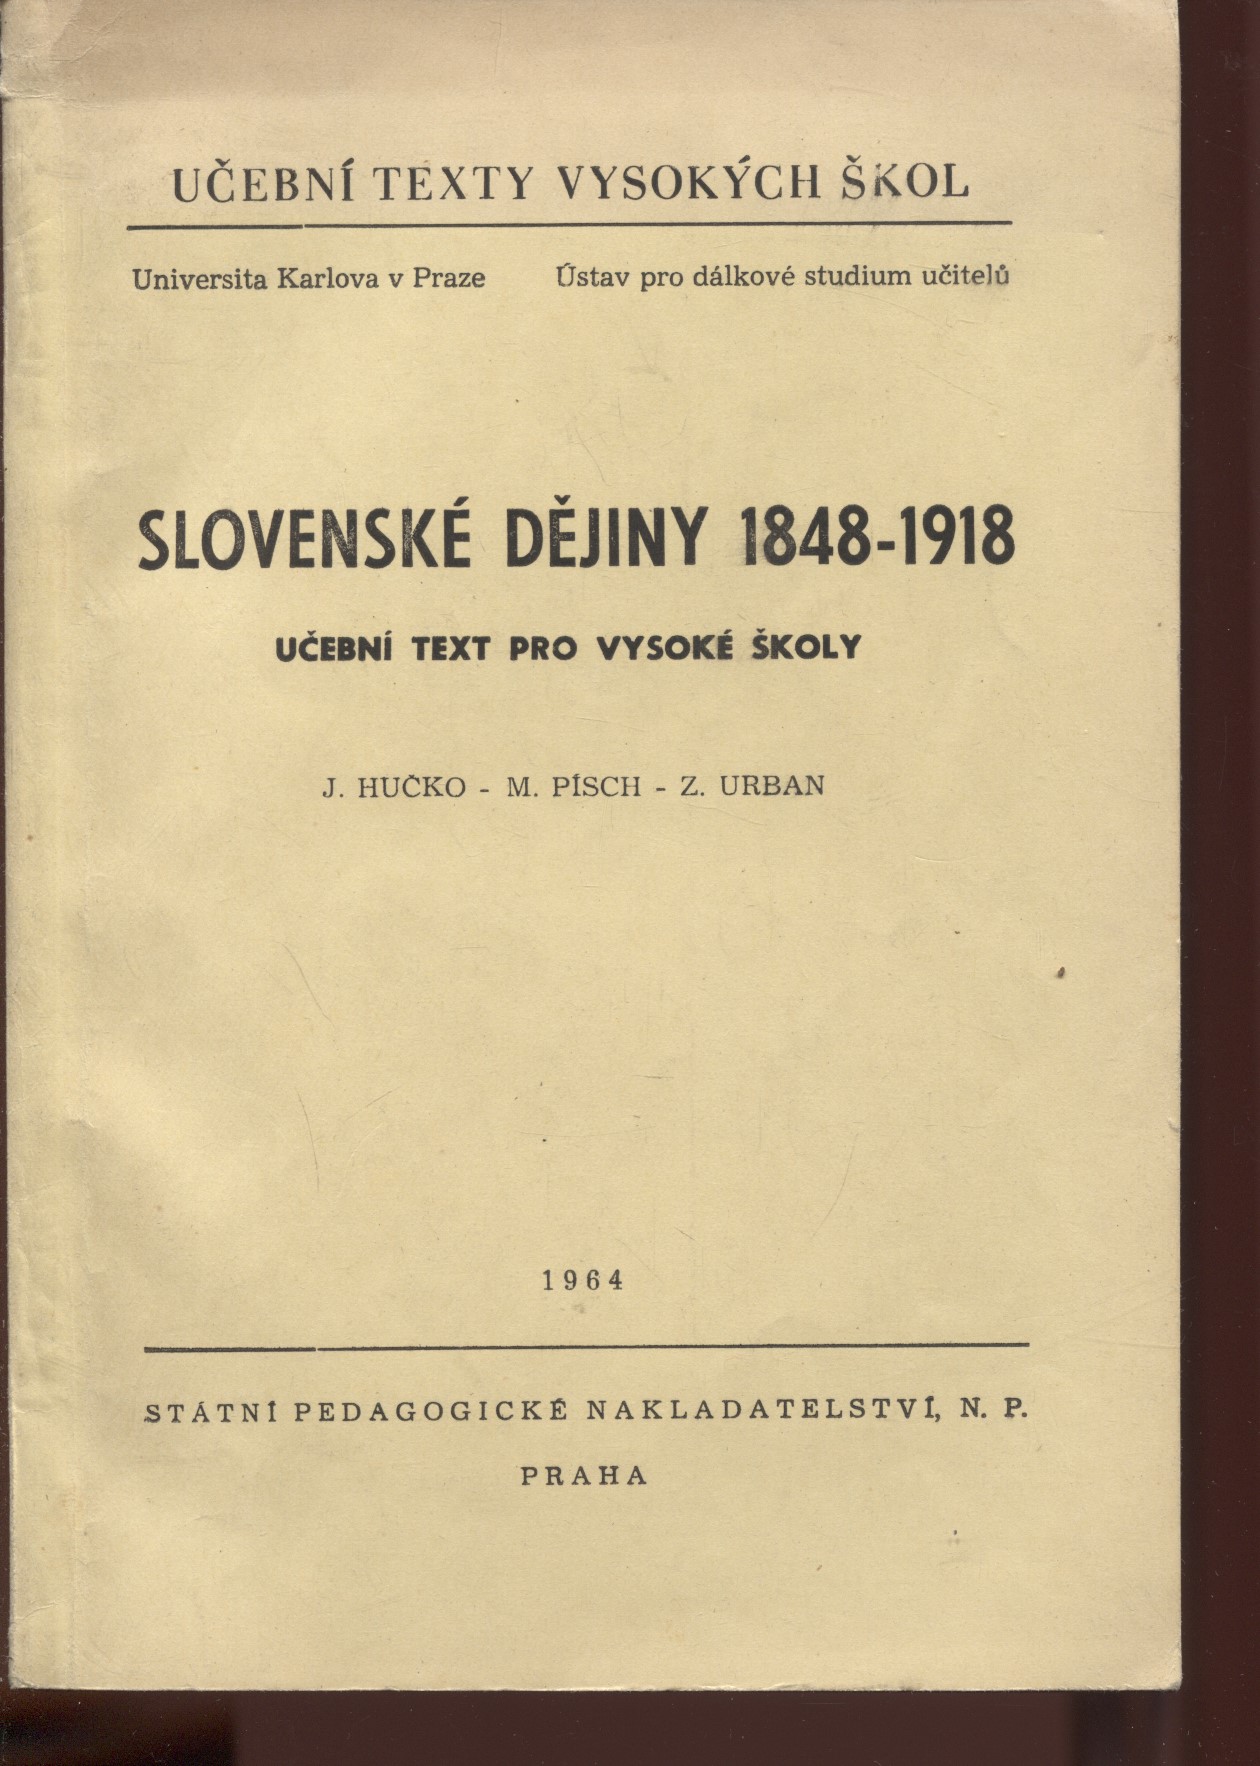 UČEBNÍ TEXTY VYSOKÝCH ŠKOL
Universita Karlova v Praze Ústav pro dálkové studium učitelů
SLOVENSKÉ DĚJINY 1848-1918
UČEBNÍ TEXT PRO VYSOKÉ ŠKOLY
J. HUČKO - M. PÍSCH - Z. URBAN
1964
STÁTNÍ PEDAGOGICKÉ NAKLADATELSTVÍ, N. P.
PRAHA